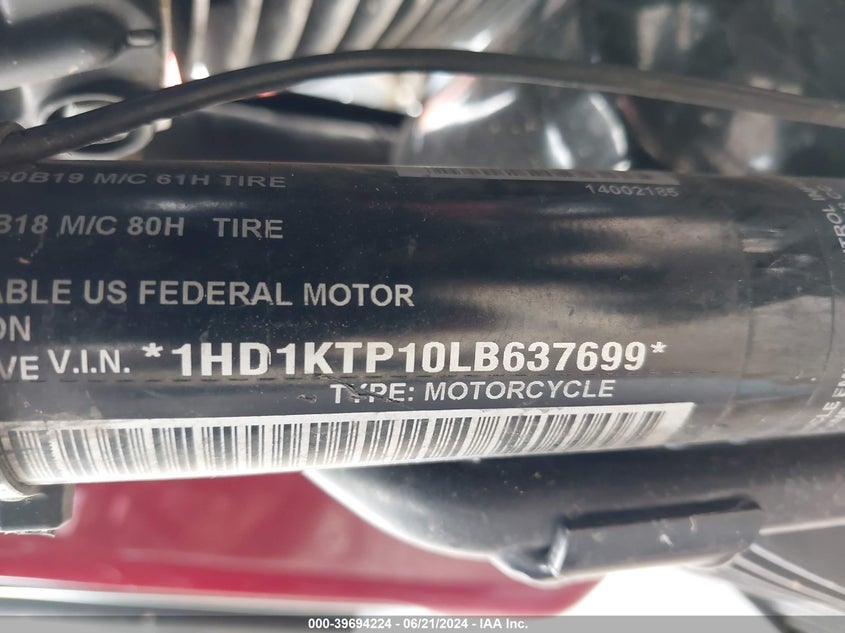 60B19 M/C 61H TIRE
14002185
B18 M/C 80H TIRE
ABLE US FEDERAL MOTOR
ON
VE V.I.N. *1HD1KTP10LB637699*
TYPE: MOTORCYCLE
000-39694224 - 06/21/2024 - IAA Inc.